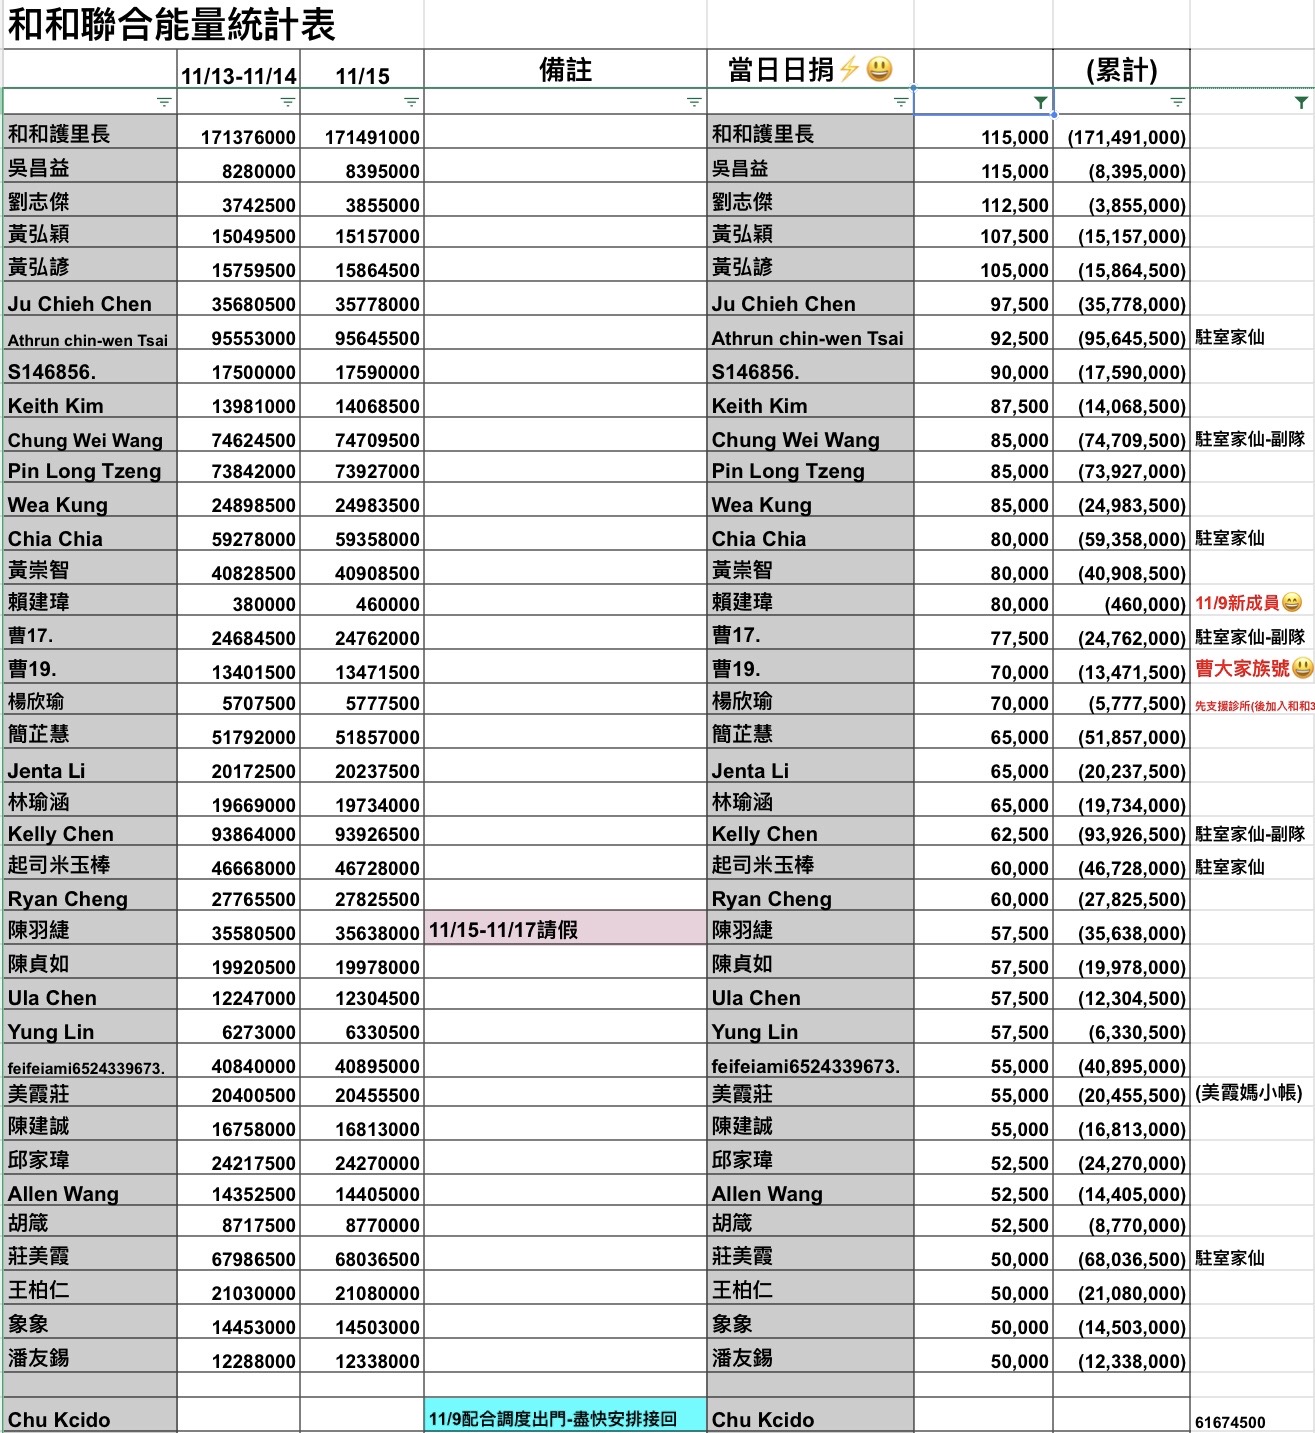 和和聯合能量統計表
11/13-11/14 11/15 備註 當日日捐⚡😃 (累計)
和和護里長 171376000 171491000 和和護里長 115,000 (171,491,000)
吳昌益 8280000 8395000 吳昌益 115,000 (8,395,000)
劉志傑 3742500 3855000 劉志傑 112,500 (3,855,000)
黃弘穎 15049500 15157000 黃弘穎 107,500 (15,157,000)
黃弘諺 15759500 15864500 黃弘諺 105,000 (15,864,500)
Ju Chieh Chen 35680500 35778000 Ju Chieh Chen 97,500 (35,778,000)
Athrun chin-wen Tsai 95553000 95645500 Athrun chin-wen Tsai 92,500 (95,645,500) 駐室家仙
S146856. 17500000 17590000 S146856. 90,000 (17,590,000)
Keith Kim 13981000 14068500 Keith Kim 87,500 (14,068,500)
Chung Wei Wang 74624500 74709500 Chung Wei Wang 85,000 (74,709,500) 駐室家仙-副隊
Pin Long Tzeng 73842000 73927000 Pin Long Tzeng 85,000 (73,927,000)
Wea Kung 24898500 24983500 Wea Kung 85,000 (24,983,500)
Chia Chia 59278000 59358000 Chia Chia 80,000 (59,358,000) 駐室家仙
黃崇智 40828500 40908500 黃崇智 80,000 (40,908,500)
賴建瑋 380000 460000 賴建瑋 80,000 (460,000) 11/9新成員😄
曹17. 24684500 24762000 曹17. 77,500 (24,762,000) 駐室家仙-副隊
曹19. 13401500 13471500 曹19. 70,000 (13,471,500) 曹大家族號😃
楊欣瑜 5707500 5777500 楊欣瑜 70,000 (5,777,500) 先支援診所(後加入和和3
簡芷慧 51792000 51857000 簡芷慧 65,000 (51,857,000)
Jenta Li 20172500 20237500 Jenta Li 65,000 (20,237,500)
林瑜涵 19669000 19734000 林瑜涵 65,000 (19,734,000)
Kelly Chen 93864000 93926500 Kelly Chen 62,500 (93,926,500) 駐室家仙-副隊
起司米玉棒 46668000 46728000 起司米玉棒 60,000 (46,728,000) 駐室家仙
Ryan Cheng 27765500 27825500 Ryan Cheng 60,000 (27,825,500)
陳羽緁 35580500 35638000 11/15-11/17請假 陳羽緁 57,500 (35,638,000)
陳貞如 19920500 19978000 陳貞如 57,500 (19,978,000)
Ula Chen 12247000 12304500 Ula Chen 57,500 (12,304,500)
Yung Lin 6273000 6330500 Yung Lin 57,500 (6,330,500)
feifeiami6524339673. 40840000 40895000 feifeiami6524339673. 55,000 (40,895,000)
美霞莊 20400500 20455500 美霞莊 55,000 (20,455,500) (美霞媽小帳)
陳建誠 16758000 16813000 陳建誠 55,000 (16,813,000)
邱家瑋 24217500 24270000 邱家瑋 52,500 (24,270,000)
Allen Wang 14352500 14405000 Allen Wang 52,500 (14,405,000)
胡箴 8717500 8770000 胡箴 52,500 (8,770,000)
莊美霞 67986500 68036500 莊美霞 50,000 (68,036,500) 駐室家仙
王柏仁 21030000 21080000 王柏仁 50,000 (21,080,000)
象象 14453000 14503000 象象 50,000 (14,503,000)
潘友錫 12288000 12338000 潘友錫 50,000 (12,338,000)
Chu Kcido 11/9配合調度出門-盡快安排接回 Chu Kcido 61674500